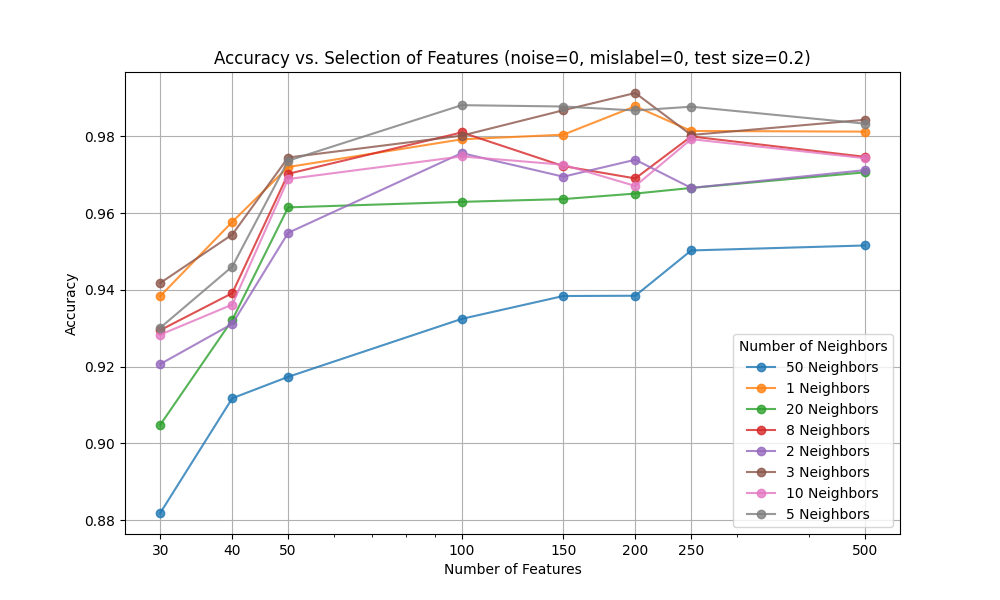 Accuracy vs. Selection of Features (noise=0, mislabel=0, test size=0.2)
Accuracy
0.98
0.96
0.94
0.92
0.90
0.88
Number of Neighbors
50 Neighbors
1 Neighbors
20 Neighbors
8 Neighbors
2 Neighbors
3 Neighbors
10 Neighbors
5 Neighbors
30 40 50 100 150 200 250 500
Number of Features